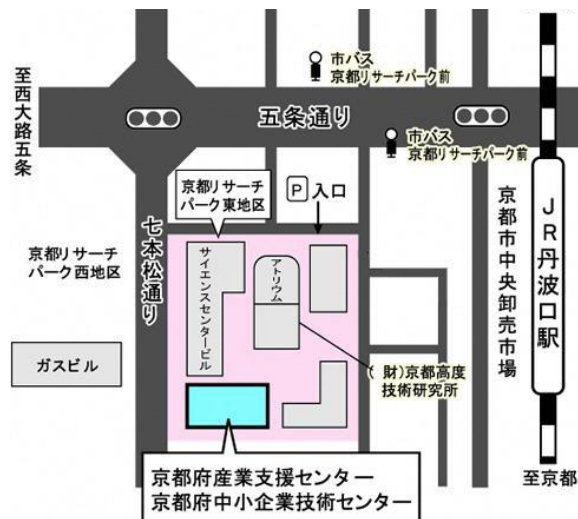 市バス
京都リサーチパーク前
至西大路五条
五条通り
市バス
京都リサーチパーク前
京都リサーチ
パーク東地区
P入口
七本松通り
京都リサーチ
パーク西地区
サイエンスセンタービル
アトリウム
京都市中央卸売市場
JR丹波口駅
ガスビル
(財)京都高度
技術研究所
京都府産業支援センター
京都府中小企業技術センター
至京都